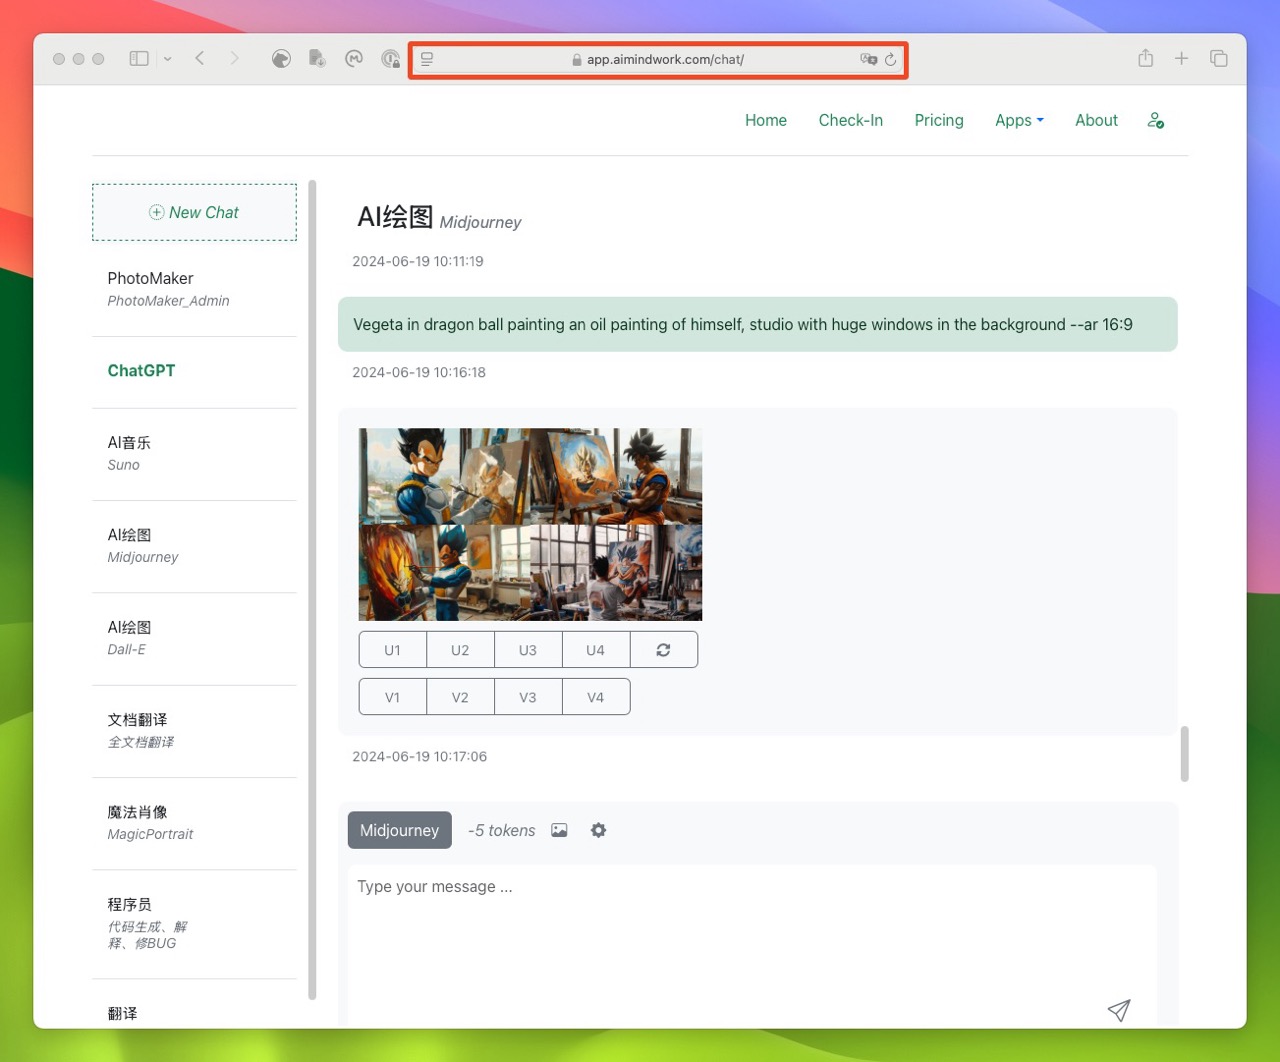 app.aimindwork.com/chat/
Home Check-In Pricing Apps About
New Chat
PhotoMaker
PhotoMaker_Admin
ChatGPT
AI音乐
Suno
AI绘图
Midjourney
AI绘图
Dall-E
文档翻译
全文档翻译
魔法肖像
MagicPortrait
程序员
代码生成、解
释、修BUG
翻译
AI绘图 Midjourney
2024-06-19 10:11:19
Vegeta in dragon ball painting an oil painting of himself, studio with huge windows in the background --ar 16:9
2024-06-19 10:16:18
U1 U2 U3 U4
V1 V2 V3 V4
2024-06-19 10:17:06
Midjourney -5 tokens
Type your message ...